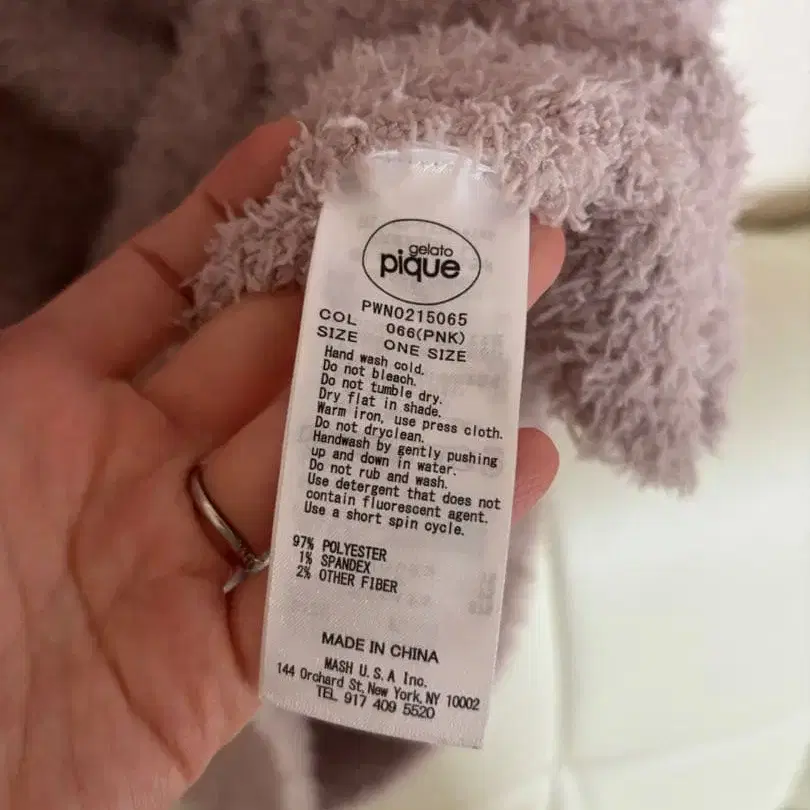 gelato
pique
PWNO215065
COL 066(PNK)
SIZE ONE SIZE
Hand wash cold.
Do not bleach.
Do not tumble dry.
Dry flat in shade.
Warm iron, use press cloth.
Do not dryclean.
Handwash by gently pushing
up and down in water.
Do not rub and wash.
Use detergent that does not
contain fluorescent agent.
Use a short spin cycle.
97% POLYESTER
1% SPANDEX
2% OTHER FIBER
MADE IN CHINA
MASH U.S.A Inc.
144 Orchard St, New York, NY 10002
TEL 917 409 5520